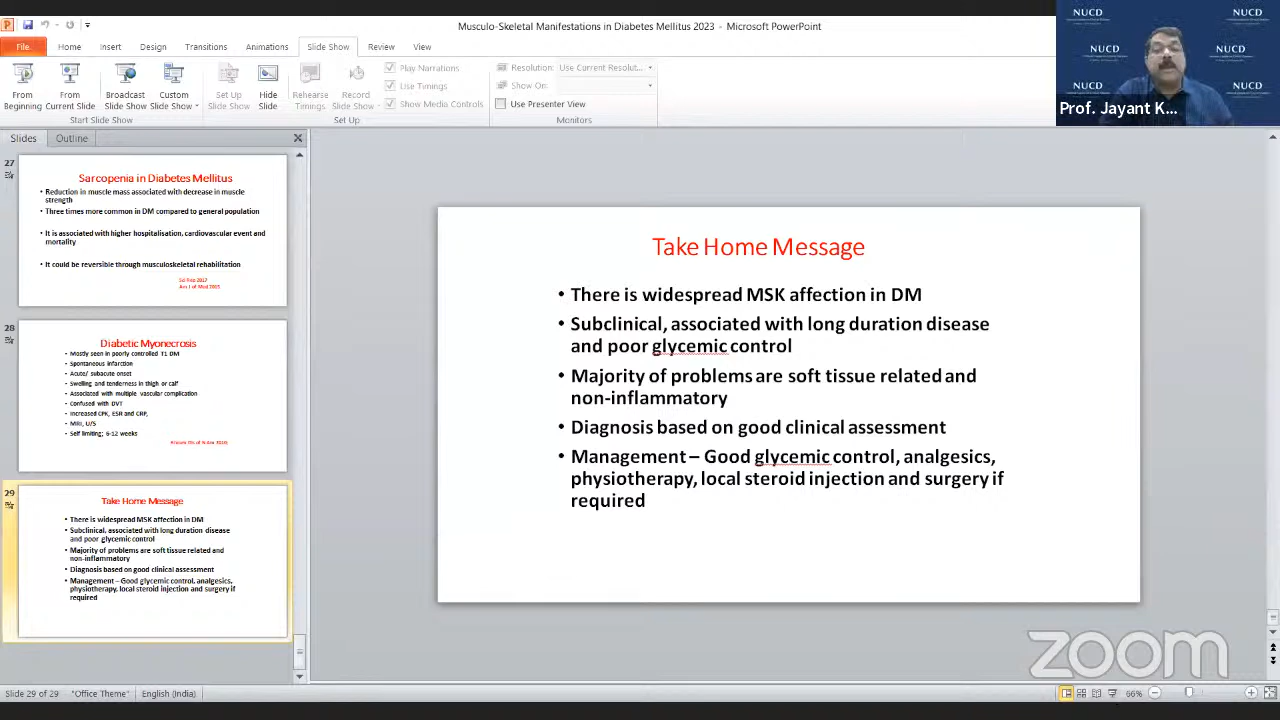 Musculo-Skeletal Manifestations in Diabetes Mellitus 2023 - Microsoft PowerPoint
File
Home
Insert
Design
Transitions
Animations
Slide Show
Review
View
From Beginning
From Current Slide
Broadcast Slide Show
Custom Slide Show
Set Up Slide Show
Hide Slide
Rehearse Timings
Record Slide Show
Play Narrations
Use Timings
Show Media Controls
Resolution:
Use Current Resolut...
Show On:
Use Presenter View
Start Slide Show
Set Up
Monitors
NUCD
NUCD
NUCD
NUCD
NUCD
NUCD
Prof. Jayant K...
Slides
Outline
27
Sarcopenia in Diabetes Mellitus
• Reduction in muscle mass associated with decrease in muscle
strength
• Three times more common in DM compared to general population
• It is associated with higher hospitalisation, cardiovascular event and
mortality
• It could be reversible through musculoskeletal rehabilitation
28
Diabetic Myonecrosis
• Mostly seen in poorly controlled T1 DM
• Spontaneous infarction
• Acute/ subacute onset
• Swelling and tenderness in thigh or calf
• Associated with multiple vascular complication
• Confused with DVT
• Increased CPK, ESR and CRP,
• MRI, U/S
• Self limiting; 6-12 weeks
29
Take Home Message
• There is widespread MSK affection in DM
• Subclinical, associated with long duration disease
and poor glycemic control
• Majority of problems are soft tissue related and
non-inflammatory
• Diagnosis based on good clinical assessment
• Management – Good glycemic control, analgesics,
physiotherapy, local steroid injection and surgery if
required
Take Home Message
• There is widespread MSK affection in DM
• Subclinical, associated with long duration disease
and poor glycemic control
• Majority of problems are soft tissue related and
non-inflammatory
• Diagnosis based on good clinical assessment
• Management – Good glycemic control, analgesics,
physiotherapy, local steroid injection and surgery if
required
zoom
Slide 29 of 29
"Office Theme"
English (India)
66%